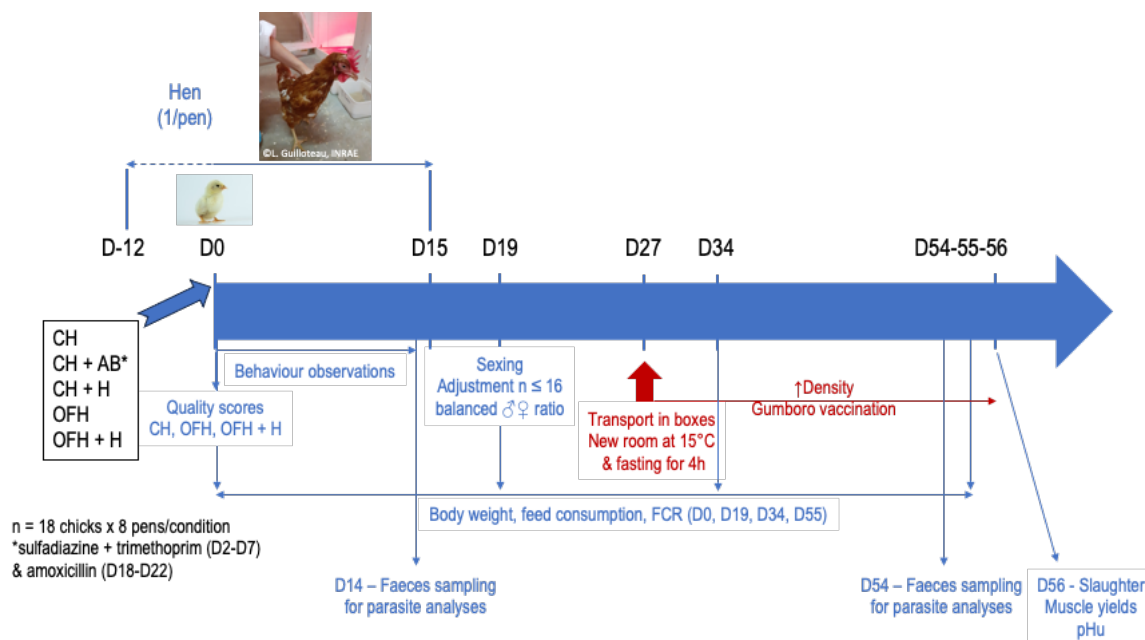 Hen
(1/pen)
©L. Guilloteau, INRAE
D-12
D0
D15
D19
D27
D34
D54-55-56
CH
CH + AB*
CH + H
OFH
OFH + H
Behaviour observations
Quality scores
CH, OFH, OFH + H
Sexing
Adjustment n ≤ 16
balanced ♂♀ ratio
Transport in boxes
New room at 15°C
& fasting for 4h
↑Density
Gumboro vaccination
Body weight, feed consumption, FCR (D0, D19, D34, D55)
n = 18 chicks x 8 pens/condition
*sulfadiazine + trimethoprim (D2-D7)
& amoxicillin (D18-D22)
D14 – Faeces sampling
for parasite analyses
D54 – Faeces sampling
for parasite analyses
D56 - Slaughter
Muscle yields
pHu